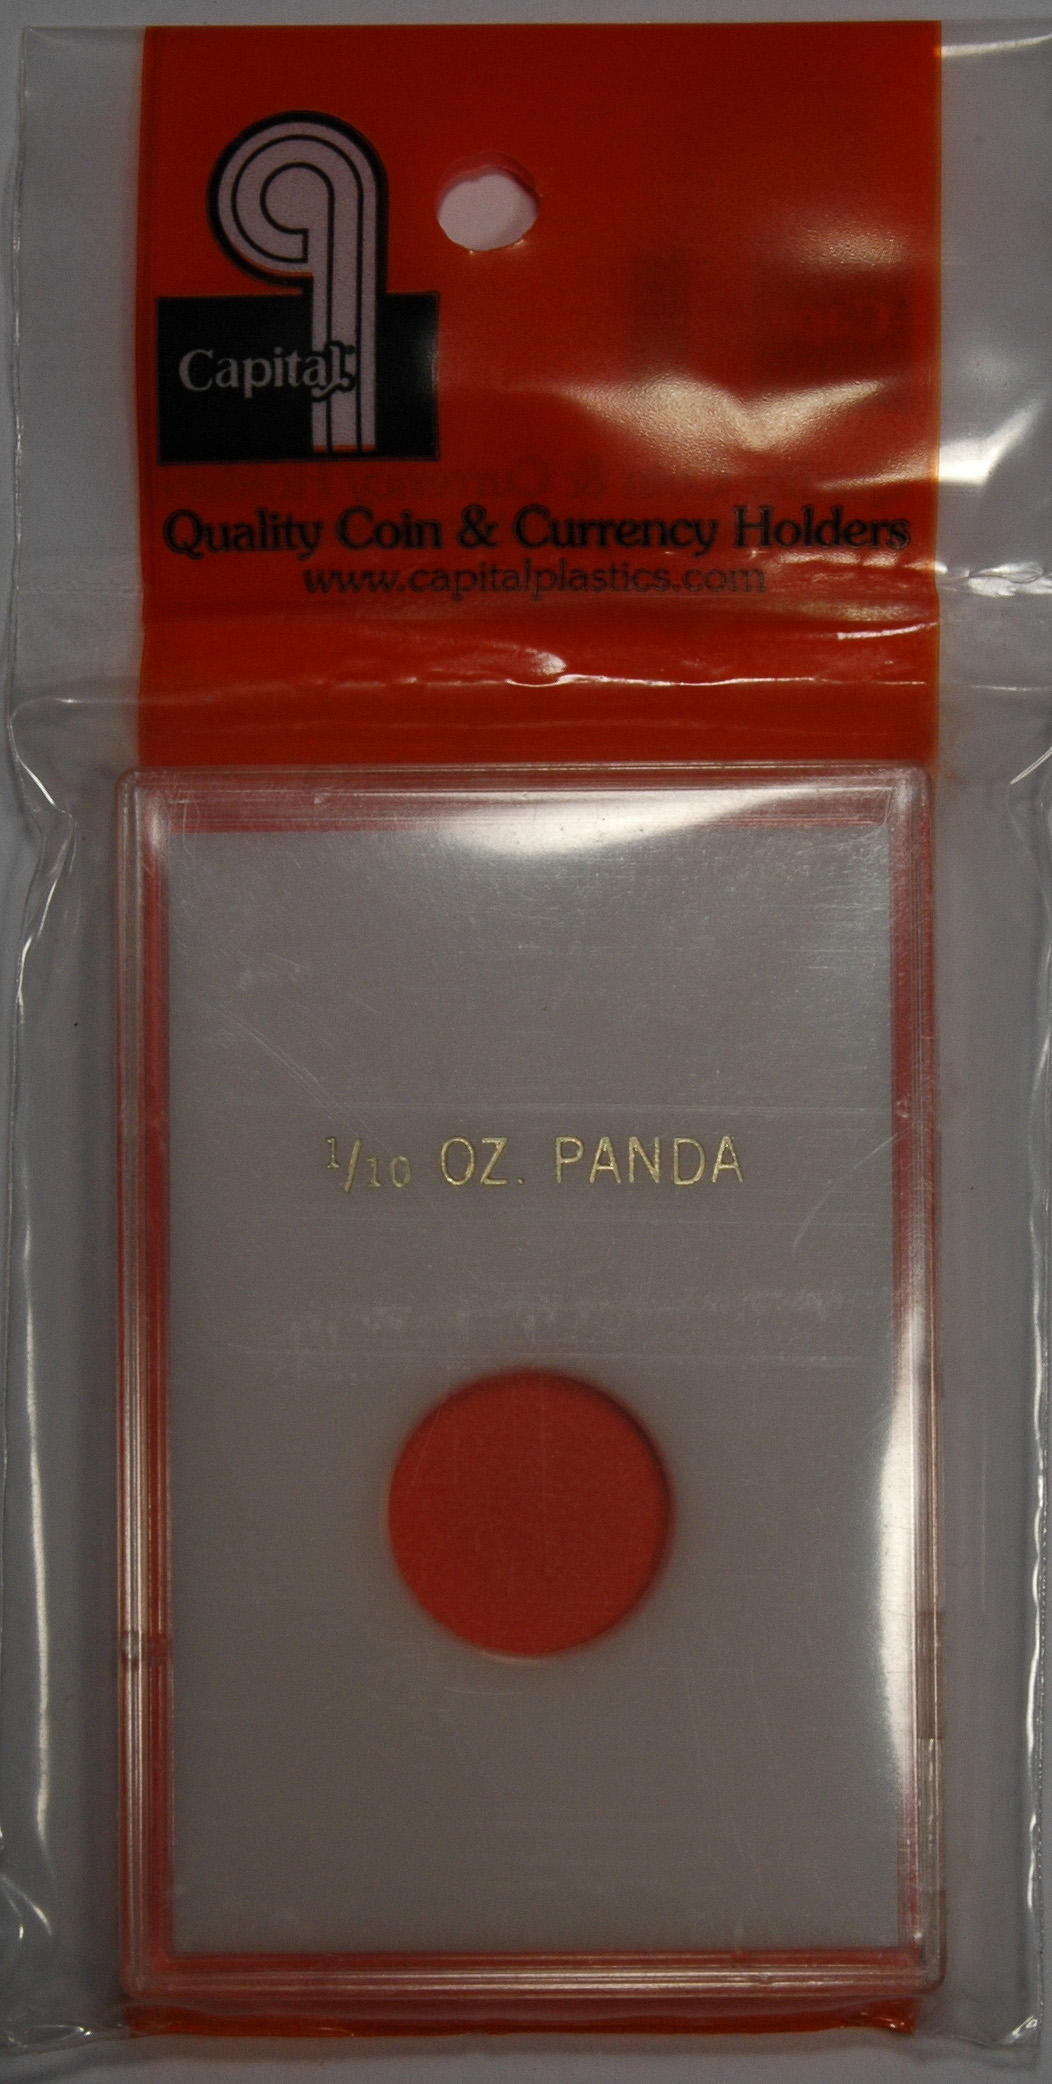 Capital
Quality Coin & Currency Holders
www.capitalplastics.com
1/10 OZ. PANDA